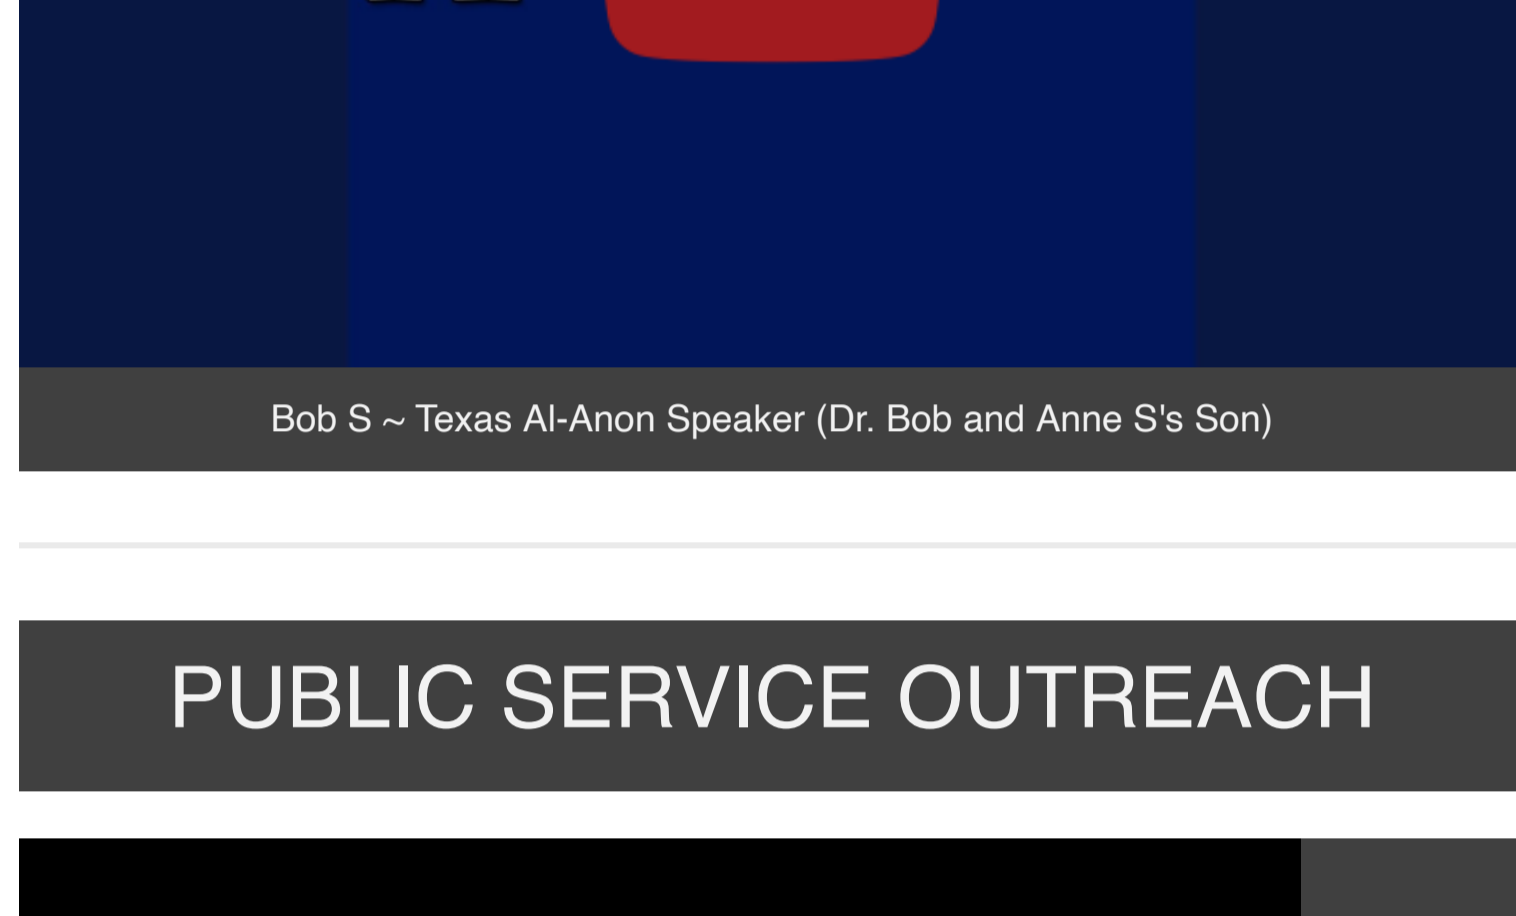 Bob S ~ Texas Al-Anon Speaker (Dr. Bob and Anne S's Son)
PUBLIC SERVICE OUTREACH